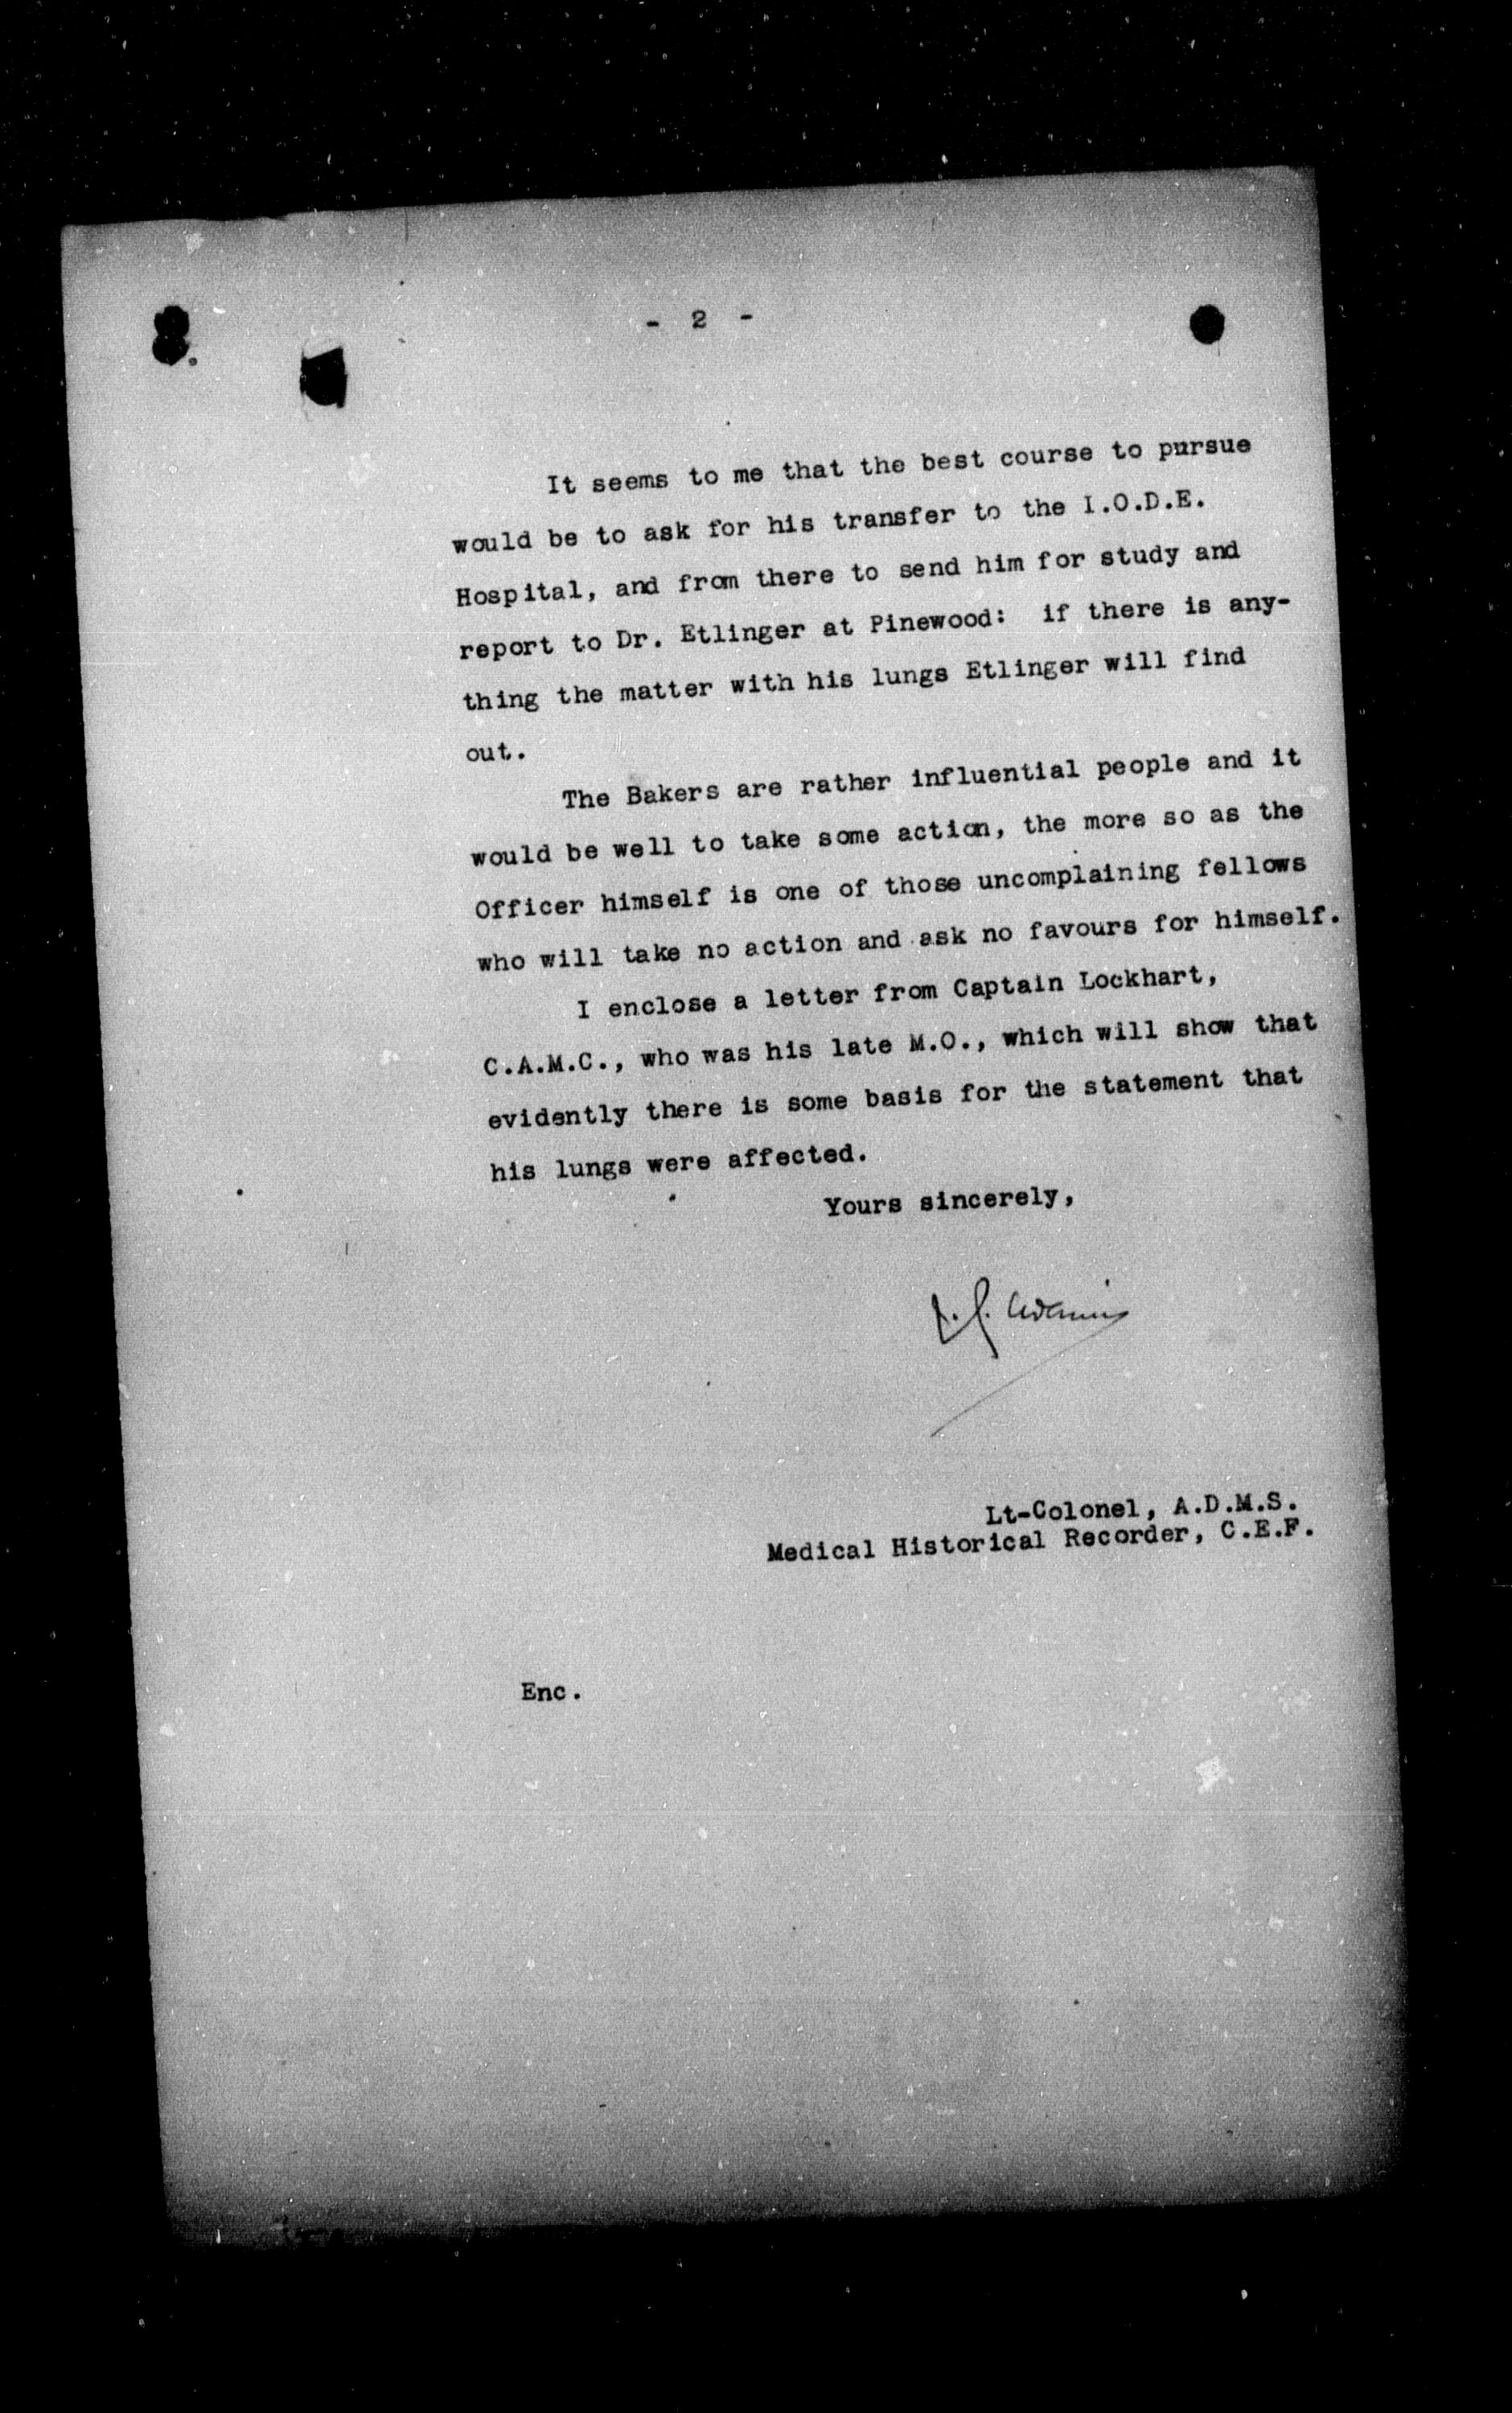 - 2 -
It seems to me that the best course to pursue
would be to ask for his transfer to the I.O.D.E.
Hospital, and from there to send him for study and
report to Dr. Etlinger at Pinewood: if there is any-
thing the matter with his lungs Etlinger will find
out.
The Bakers are rather influential people and it
would be well to take some action, the more so as the
Officer himself is one of those uncomplaining fellows
who will take no action and ask no favours for himself.
I enclose a letter from Captain Lockhart,
C.A.M.C., who was his late M.O., which will show that
evidently there is some basis for the statement that
his lungs were affected.
Yours sincerely,
J. G. Adami
Lt-Colonel, A.D.M.S.
Medical Historical Recorder, C.E.F.
Enc.